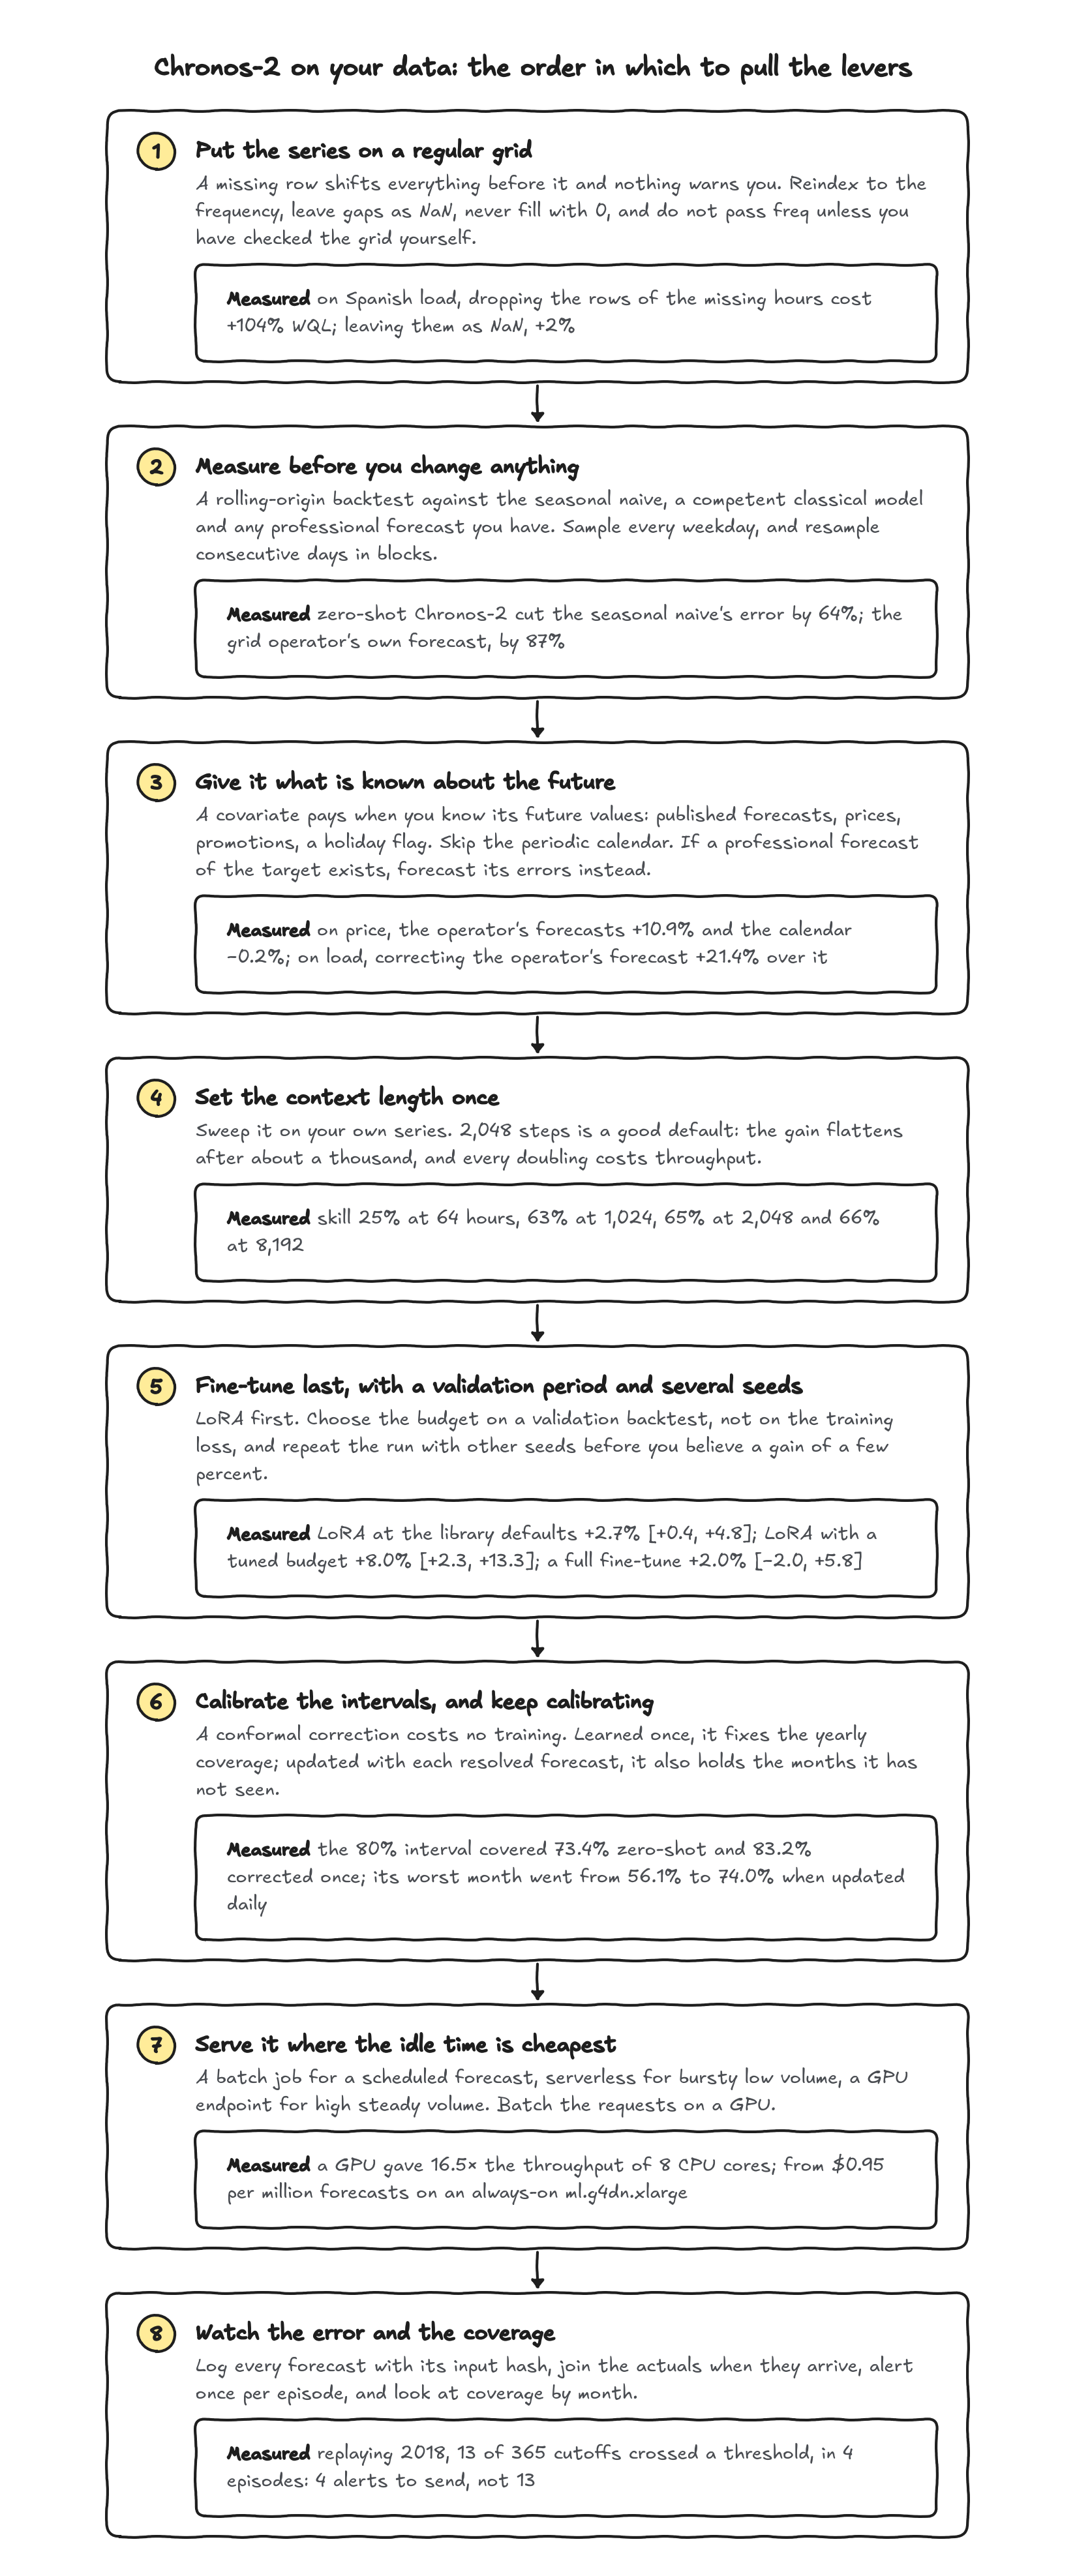 Chronos-2 on your data: the order in which to pull the levers
1
Put the series on a regular grid
A missing row shifts everything before it and nothing warns you. Reindex to the
frequency, leave gaps as NaN, never fill with 0, and do not pass freq unless you
have checked the grid yourself.
Measured on Spanish load, dropping the rows of the missing hours cost
+104% WQL; leaving them as NaN, +2%
2
Measure before you change anything
A rolling-origin backtest against the seasonal naive, a competent classical model
and any professional forecast you have. Sample every weekday, and resample
consecutive days in blocks.
Measured zero-shot Chronos-2 cut the seasonal naive's error by 64%; the
grid operator's own forecast, by 87%
3
Give it what is known about the future
A covariate pays when you know its future values: published forecasts, prices,
promotions, a holiday flag. Skip the periodic calendar. If a professional forecast
of the target exists, forecast its errors instead.
Measured on price, the operator's forecasts +10.9% and the calendar
−0.2%; on load, correcting the operator's forecast +21.4% over it
4
Set the context length once
Sweep it on your own series. 2,048 steps is a good default: the gain flattens
after about a thousand, and every doubling costs throughput.
Measured skill 25% at 64 hours, 63% at 1,024, 65% at 2,048 and 66%
at 8,192
5
Fine-tune last, with a validation period and several seeds
LoRA first. Choose the budget on a validation backtest, not on the training
loss, and repeat the run with other seeds before you believe a gain of a few
percent.
Measured LoRA at the library defaults +2.7% [+0.4, +4.8]; LoRA with a
tuned budget +8.0% [+2.3, +13.3]; a full fine-tune +2.0% [−2.0, +5.8]
6
Calibrate the intervals, and keep calibrating
A conformal correction costs no training. Learned once, it fixes the yearly
coverage; updated with each resolved forecast, it also holds the months it has
not seen.
Measured the 80% interval covered 73.4% zero-shot and 83.2%
corrected once; its worst month went from 56.1% to 74.0% when updated
daily
7
Serve it where the idle time is cheapest
A batch job for a scheduled forecast, serverless for bursty low volume, a GPU
endpoint for high steady volume. Batch the requests on a GPU.
Measured a GPU gave 16.5× the throughput of 8 CPU cores; from $0.95
per million forecasts on an always-on ml.g4dn.xlarge
8
Watch the error and the coverage
Log every forecast with its input hash, join the actuals when they arrive, alert
once per episode, and look at coverage by month.
Measured replaying 2018, 13 of 365 cutoffs crossed a threshold, in 4
episodes: 4 alerts to send, not 13